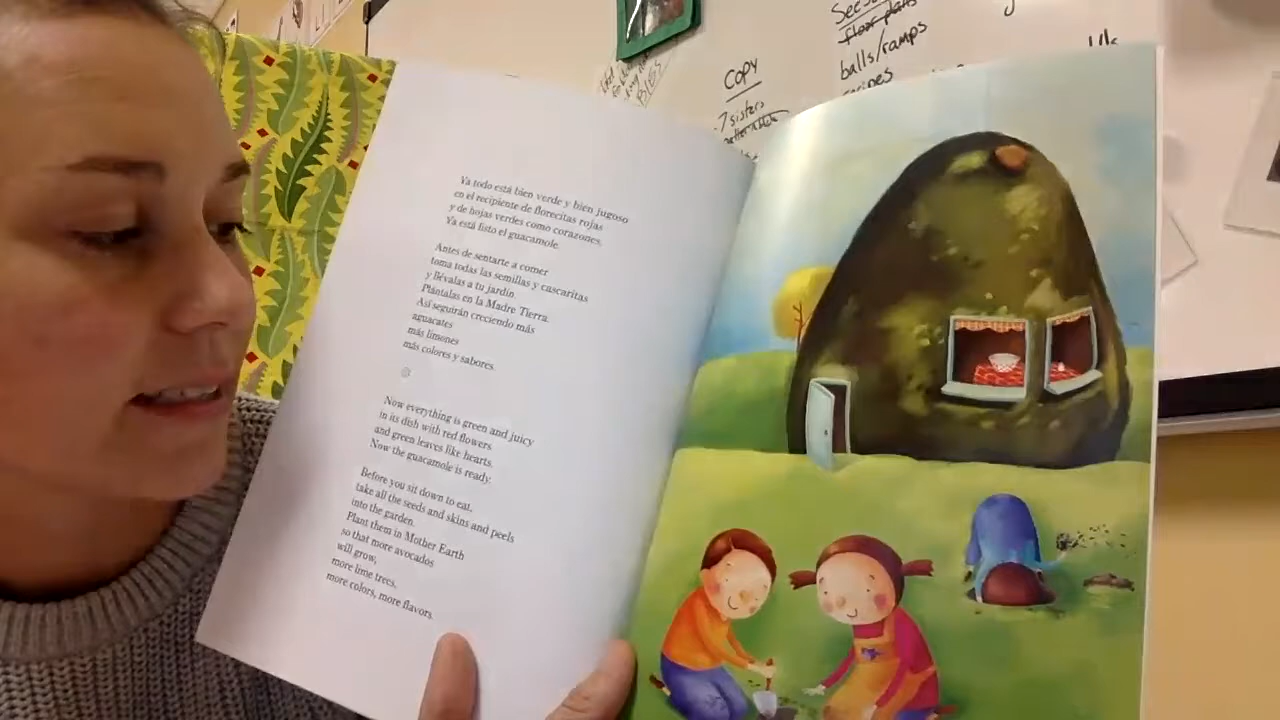 Copy
7 sisters
floor plans
balls/ramps
Ya todo está bien verde y bien jugoso
en el recipiente de florecitas rojas
y de hojas verdes como corazones.
Ya está listo el guacamole.
Antes de sentarte a comer
toma todas las semillas y cascaritas
y llévalas a tu jardín.
Plántalas en la Madre Tierra.
Así seguirán creciendo más
aguacates
más limones
más colores y sabores.
Now everything is green and juicy
in its dish with red flowers
and green leaves like hearts.
Now the guacamole is ready.
Before you sit down to eat,
take all the seeds and skins and peels
into the garden.
Plant them in Mother Earth
so that more avocados
will grow,
more lime trees,
more colors, more flavors.